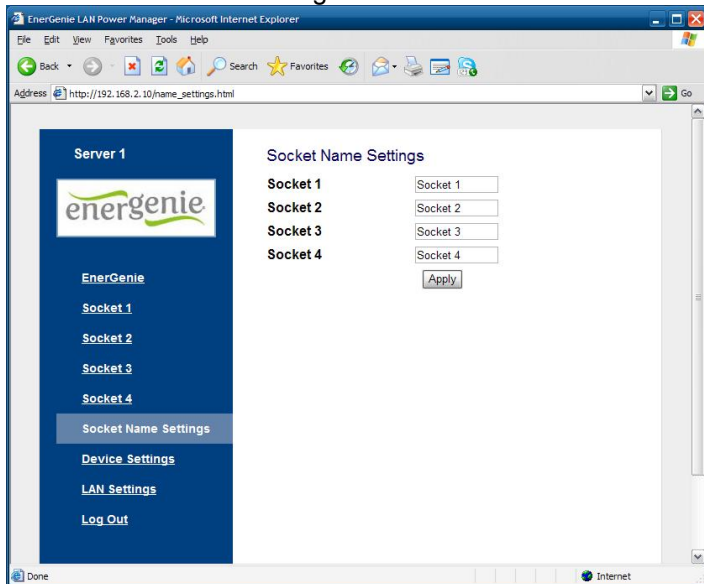 EnerGenie LAN Power Manager - Microsoft Internet Explorer
File Edit View Favorites Tools Help
Back Search Favorites
Address http://192.168.2.10/name_settings.html Go
Server 1
energenie
EnerGenie
Socket 1
Socket 2
Socket 3
Socket 4
Socket Name Settings
Device Settings
LAN Settings
Log Out
Socket Name Settings
Socket 1 Socket 1
Socket 2 Socket 2
Socket 3 Socket 3
Socket 4 Socket 4
Apply
Done Internet